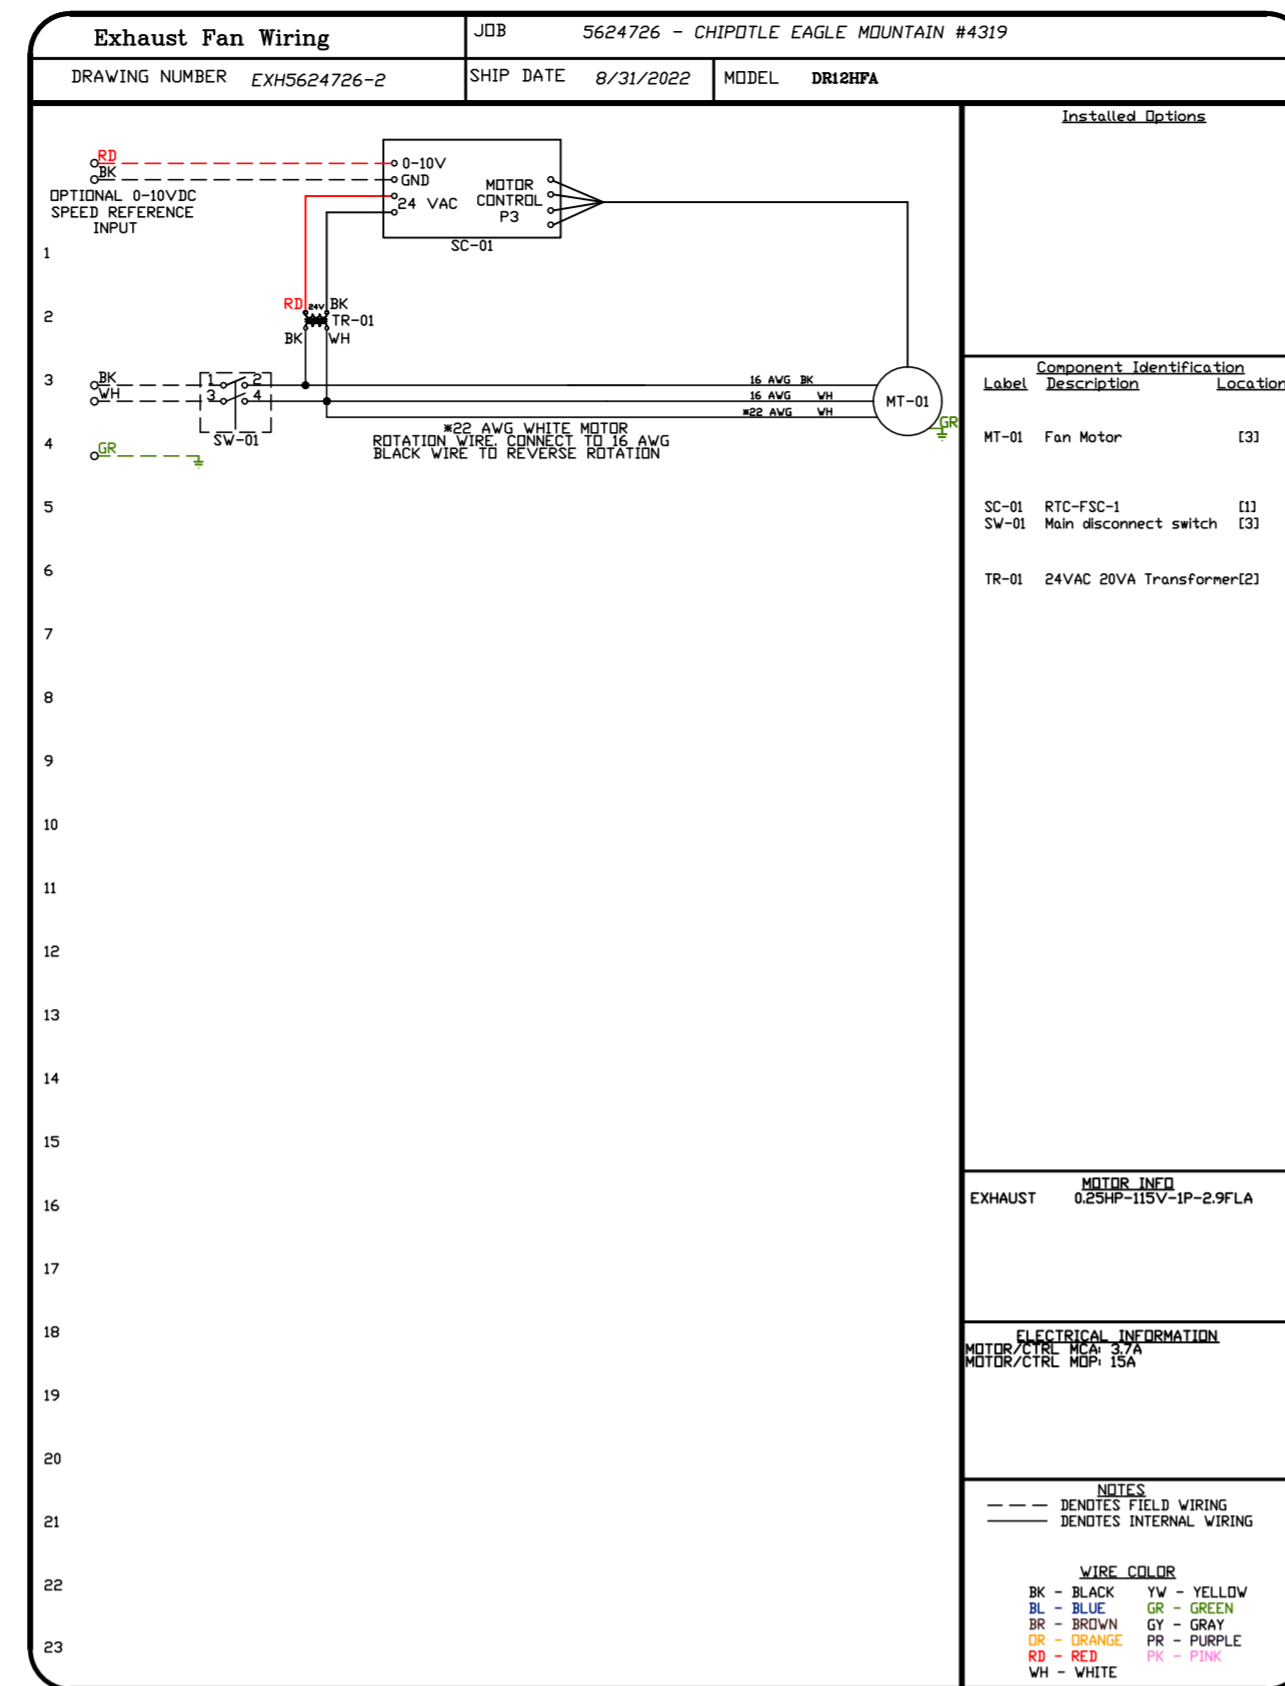 Exhaust Fan Wiring
JOB 5624726 - CHIPOTLE EAGLE MOUNTAIN #4319
DRAWING NUMBER EXH5624726-2
SHIP DATE 8/31/2022
MODEL DR12HFA
RD
BK
OPTIONAL 0-10VDC
SPEED REFERENCE
INPUT
0-10V
GND
24 VAC
MOTOR
CONTROL
P3
SC-01
1
2
RD 24V BK
TR-01
BK WH
3
BK
WH
1 2
3 4
SW-01
16 AWG BK
16 AWG WH
*22 AWG WH
MT-01
GR
*22 AWG WHITE MOTOR
ROTATION WIRE. CONNECT TO 16 AWG
BLACK WIRE TO REVERSE ROTATION
4
GR
5
6
7
8
9
10
11
12
13
14
15
16
17
18
19
20
21
22
23
Installed Options
Component Identification
Label Description Location
MT-01 Fan Motor [3]
SC-01 RTC-FSC-1 [1]
SW-01 Main disconnect switch [3]
TR-01 24VAC 20VA Transformer[2]
MOTOR INFO
EXHAUST 0.25HP-115V-1P-2.9FLA
ELECTRICAL INFORMATION
MOTOR/CTRL MCA: 3.7A
MOTOR/CTRL MOP: 15A
NOTES
DENOTES FIELD WIRING
DENOTES INTERNAL WIRING
WIRE COLOR
BK - BLACK YW - YELLOW
BL - BLUE GR - GREEN
BR - BROWN GY - GRAY
OR - ORANGE PR - PURPLE
RD - RED PK - PINK
WH - WHITE